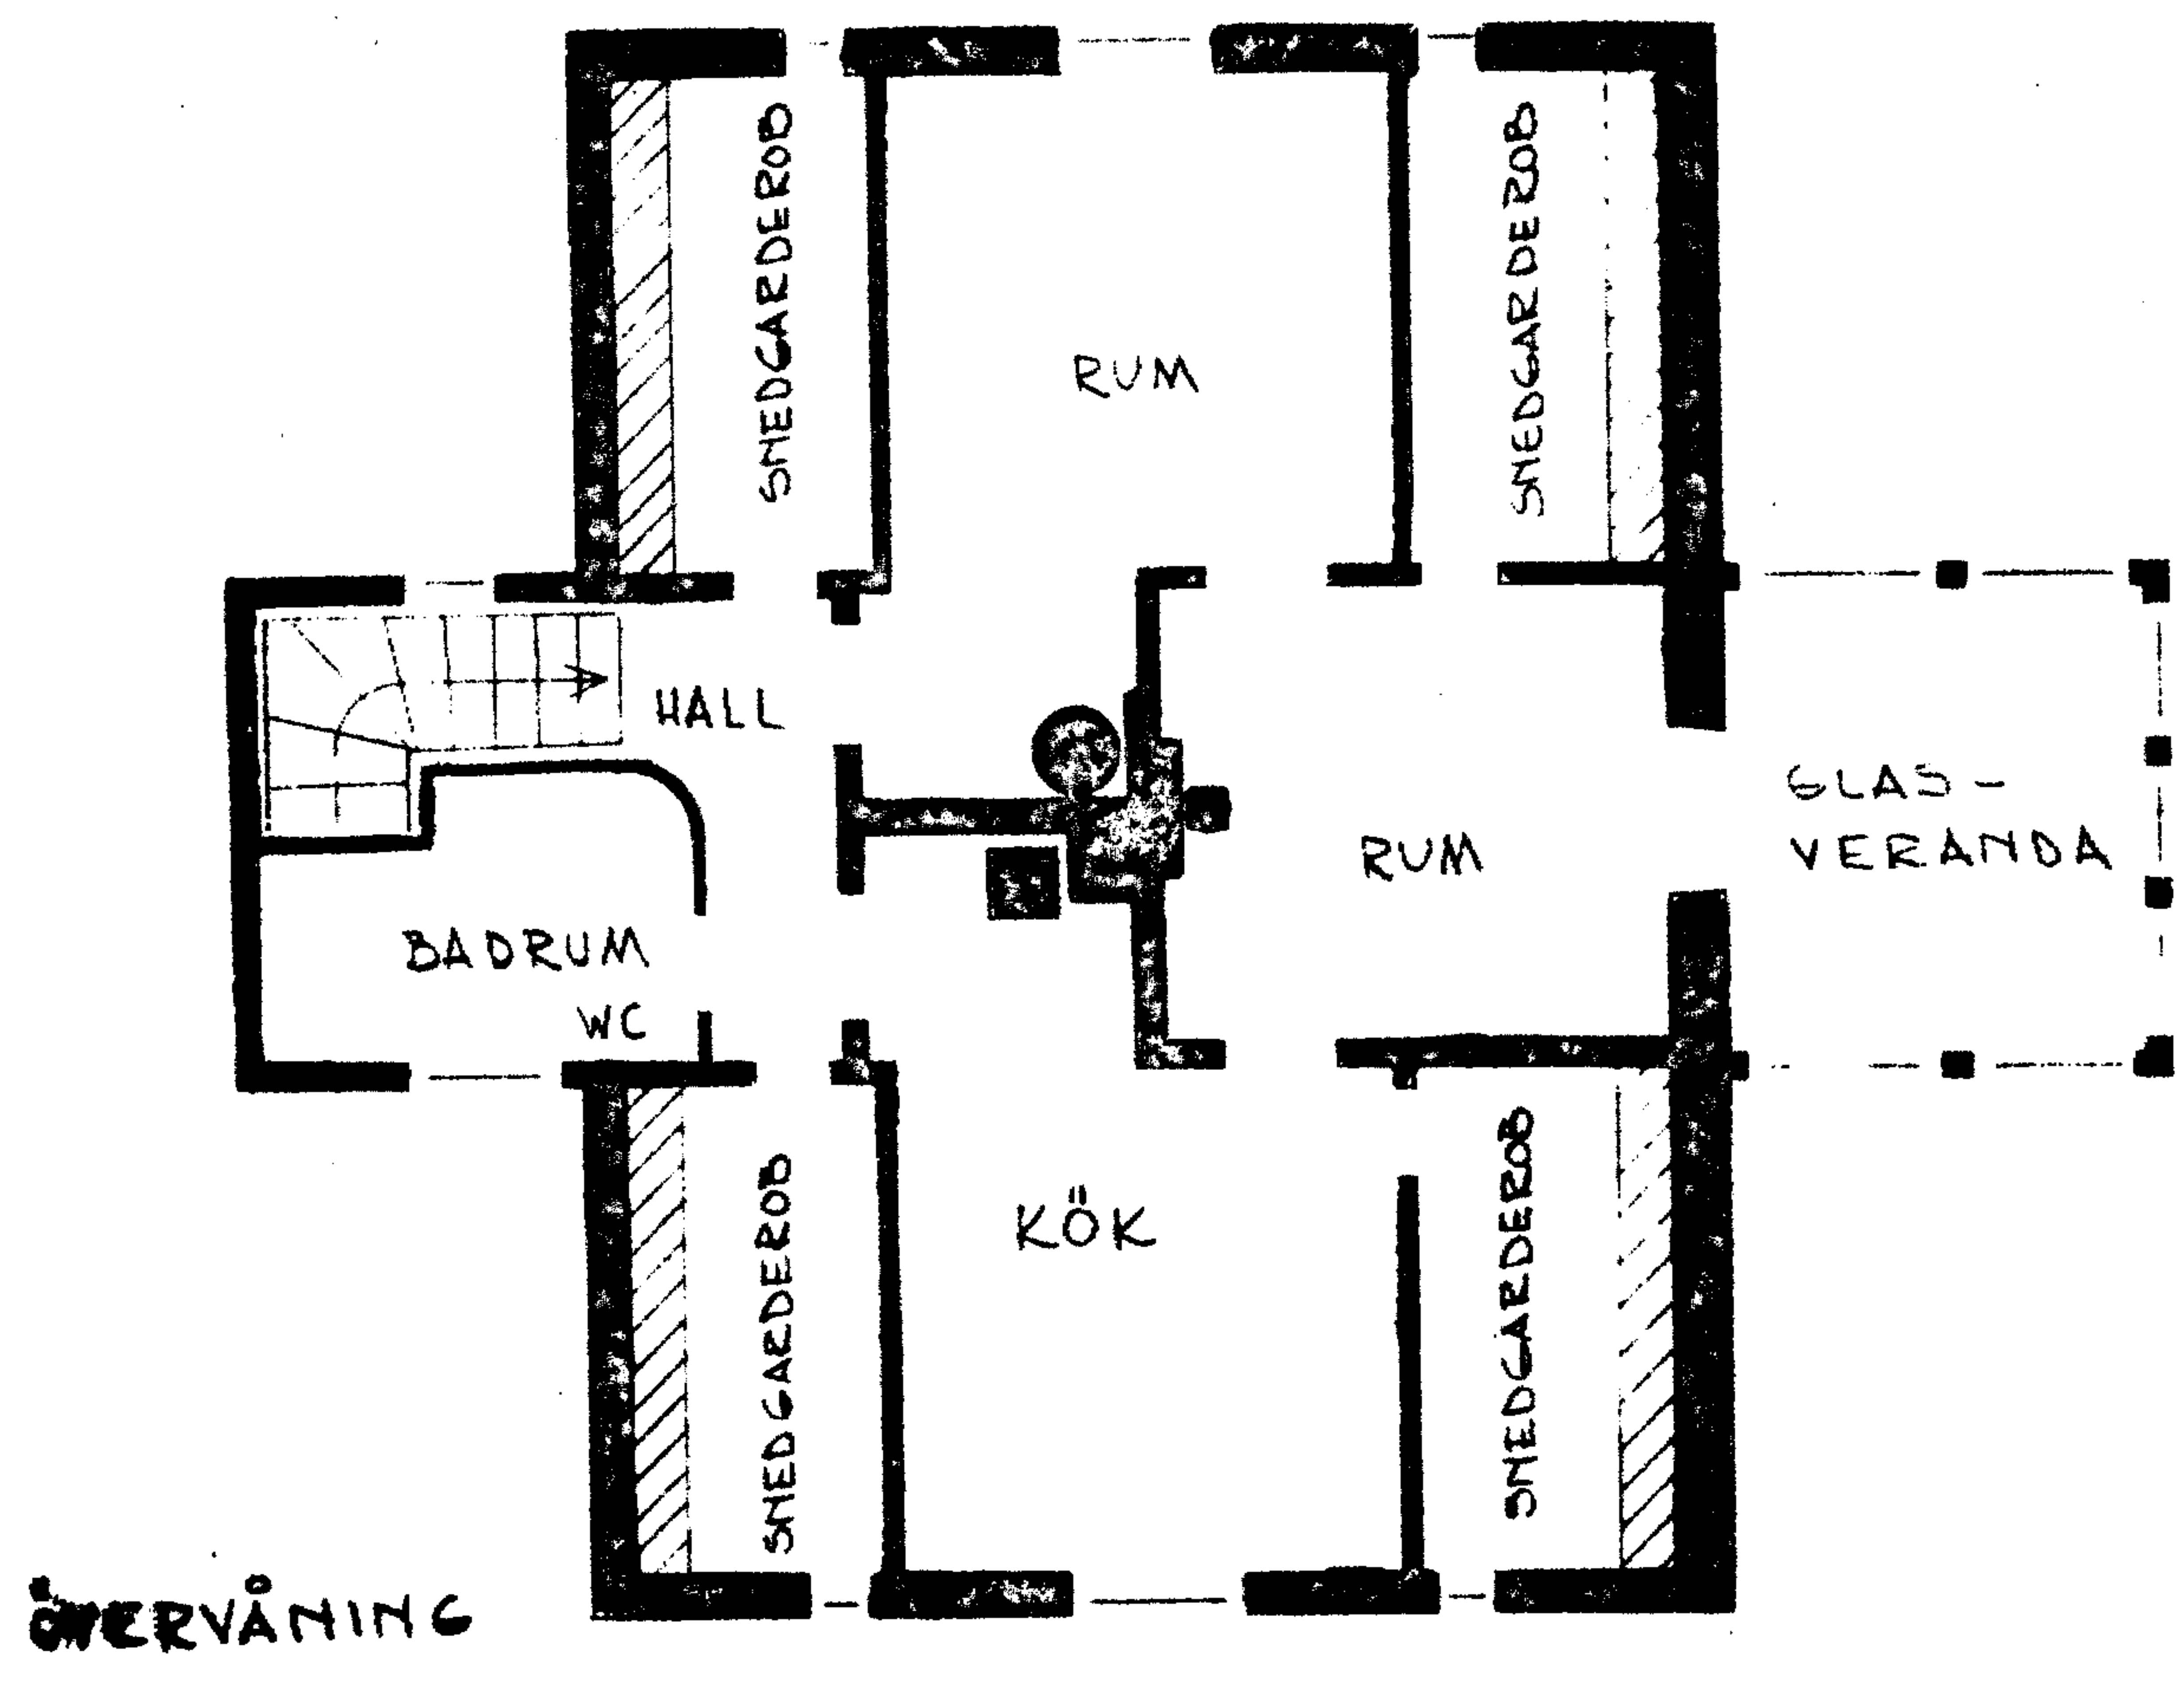 SNEDGARDEROB
RUM
SNEDGARDEROB
HALL
GLAS-
VERANDA
RUM
BADRUM
WC
SNEDGARDEROB
KÖK
SNEDGARDEROB
ÖVERVÅNING